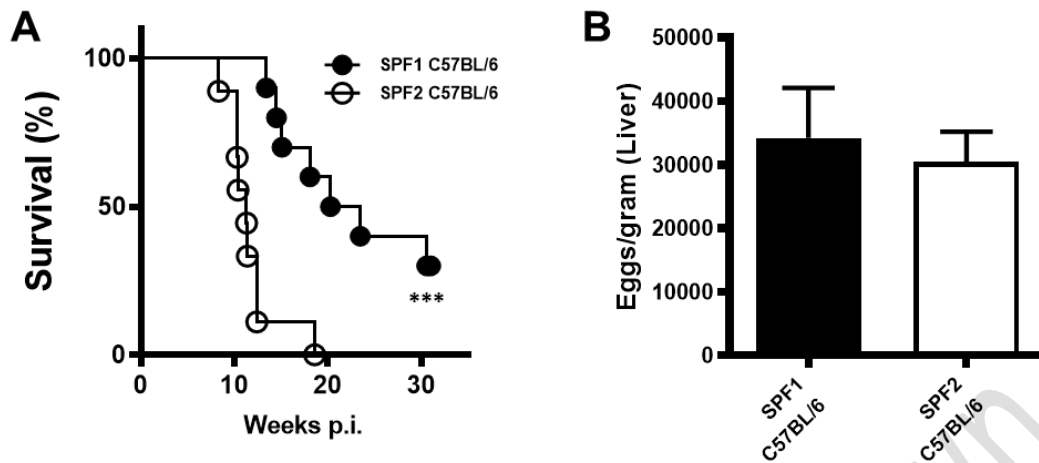 A
Survival (%)
100
50
0
0 10 20 30
Weeks p.i.
SPF1 C57BL/6
SPF2 C57BL/6
***
B
Eggs/gram (Liver)
50000
40000
30000
20000
10000
0
SPF1
C57BL/6
SPF2
C57BL/6